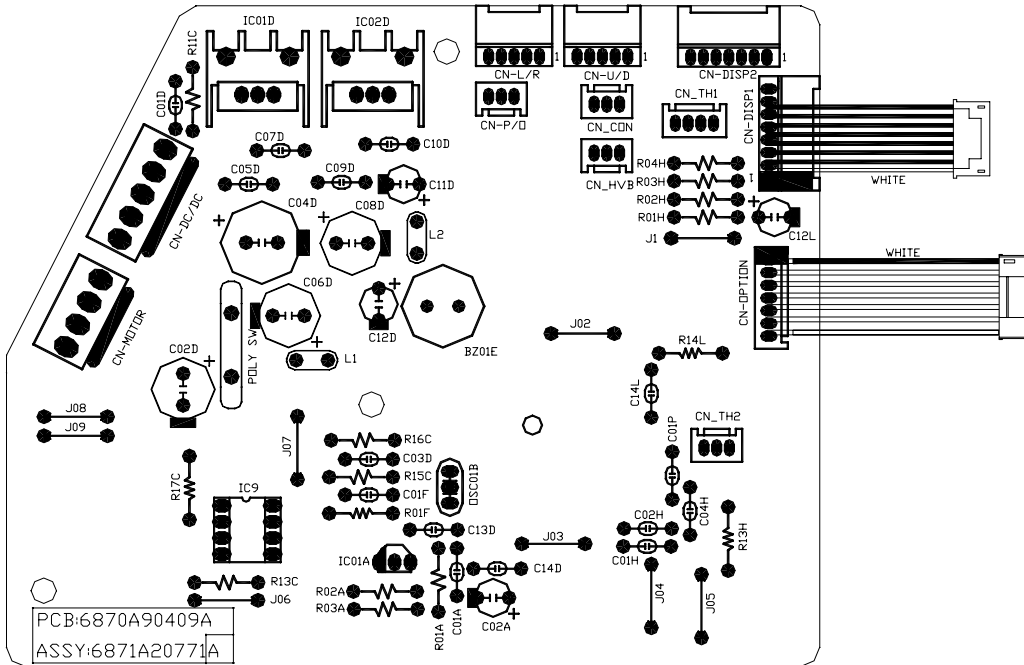 IC01D
IC02D
R11C
C01D
CN-L/R
1
CN-U/D
1
CN-DISP2
1
CN-P/O
CN_CON
CN_TH1
CN-DISP1
1
WHITE
C07D
C10D
C05D
C09D
C11D
CN_HVB
R04H
R03H
R02H
R01H
J1
C12L
CN-DC/DC
C04D
C08D
L2
C06D
C12D
BZ01E
CN-OPTION
WHITE
CN-MOTOR
POLY SW
L1
C02D
J02
R14L
C14L
J08
J09
J07
R16C
C03D
R15C
C01F
R01F
OSC01B
CN_TH2
C01P
C04H
C02H
C01H
R13H
R17C
IC9
C13D
J03
IC01A
C14D
R13C
J06
R02A
R03A
R01A
C01A
C02A
J04
J05
PCB:6870A90409A
ASSY:6871A20771A